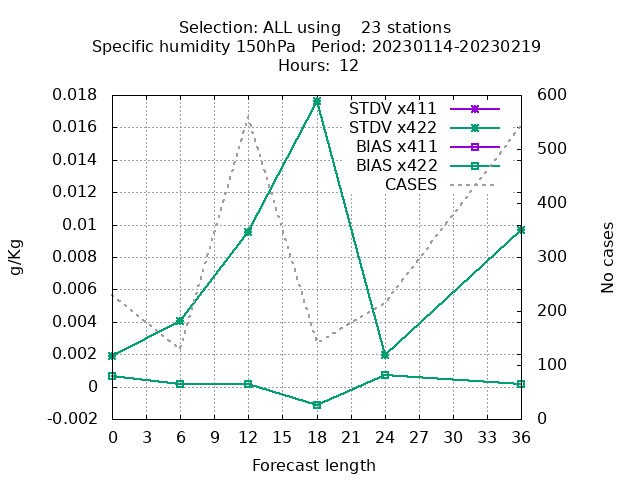 Selection: ALL using    23 stations
Specific humidity 150hPa   Period: 20230114-20230219
Hours:  12
STDV x411
STDV x422
BIAS x411
BIAS x422
CASES
g/Kg
0.018
0.016
0.014
0.012
0.01
0.008
0.006
0.004
0.002
0
-0.002
600
500
400
300
200
100
0
No cases
0 3 6 9 12 15 18 21 24 27 30 33 36
Forecast length